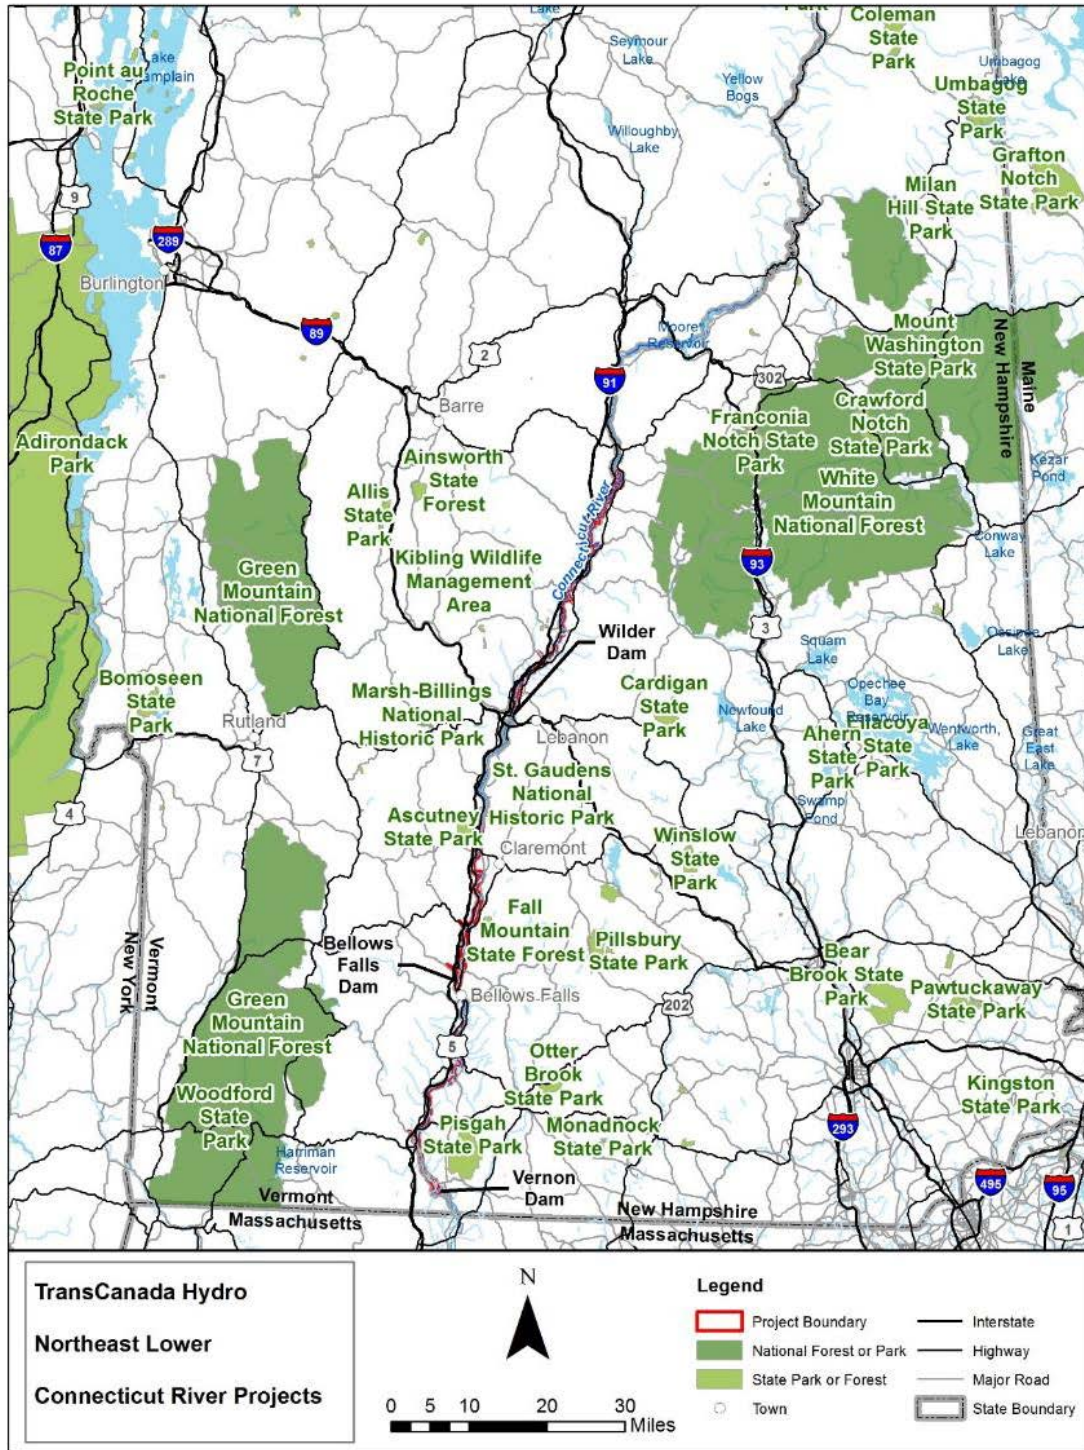 Lake
Park
Coleman
State
Park
Seymour
Lake
Umbagog
Lake
Point au
Roche
State Park
Lake
amplain
Yellow
Bogs
Umbagog
State
Park
Willoughby
Lake
Grafton
Notch
State Park
9
Milan
Hill State
Park
87
289
Burlington
89
2
Moore
Reservoir
Mount
Washington
State Park
New Hampshire
Maine
91
302
Barre
Franconia
Notch State
Park
Crawford
Notch
State Park
Adirondack
Park
Ainsworth
State
Forest
Kezar
Pond
Allis
State
Park
White
Mountain
National Forest
Connecticut River
Conway
Lake
Kibling Wildlife
Management
Area
93
Green
Mountain
National Forest
3
Wilder
Dam
Squam
Lake
Ossipee
Lake
Bomoseen
State
Park
Marsh-Billings
National
Historic Park
Cardigan
State
Park
Opechee
Bay
Reservoir
Newfound
Lake
Rutland
Lebanon
Ellacoya
State
Park
Ahern
State
Park
Wentworth,
Lake
Great
East
Lake
7
St. Gaudens
National
Historic Park
4
Ascutney
State Park
Swamp
Pond
Lebanon
Claremont
Winslow
State
Park
Fall
Mountain
State Forest
Vermont
New York
Bellows
Falls
Dam
Pillsbury
State Park
Bear
Brook State
Park
Pawtuckaway
State Park
Bellows Falls
202
Green
Mountain
National Forest
5
Otter
Brook
State Park
Woodford
State
Park
Kingston
State Park
Pisgah
State Park
Monadnock
State Park
293
Harriman
Reservoir
Vernon
Dam
495
95
Vermont
Massachusetts
New Hampshire
Massachusetts
1
TransCanada Hydro
Northeast Lower
Connecticut River Projects
N
0 5 10 20 30
Miles
Legend
Project Boundary
National Forest or Park
State Park or Forest
Town
Interstate
Highway
Major Road
State Boundary